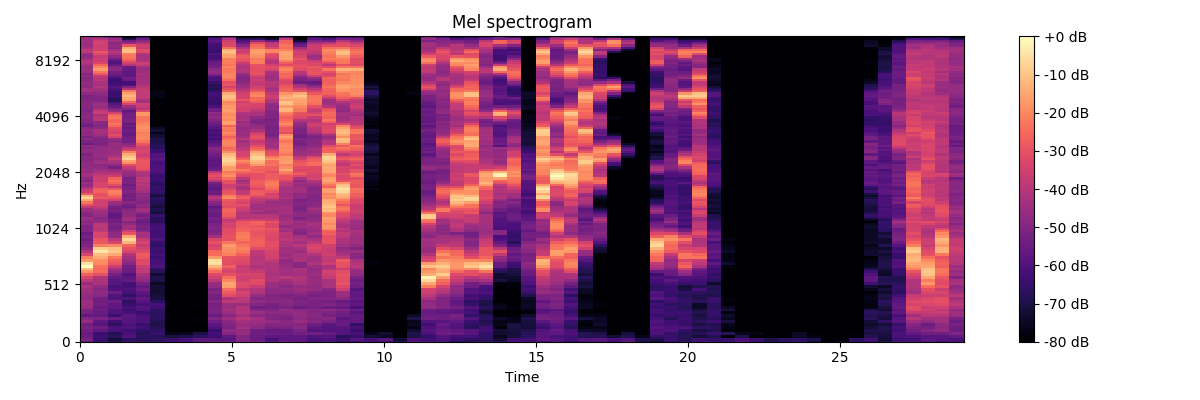 Mel spectrogram
Hz
8192
4096
2048
1024
512
0
0 5 10 15 20 25
Time
+0 dB
-10 dB
-20 dB
-30 dB
-40 dB
-50 dB
-60 dB
-70 dB
-80 dB